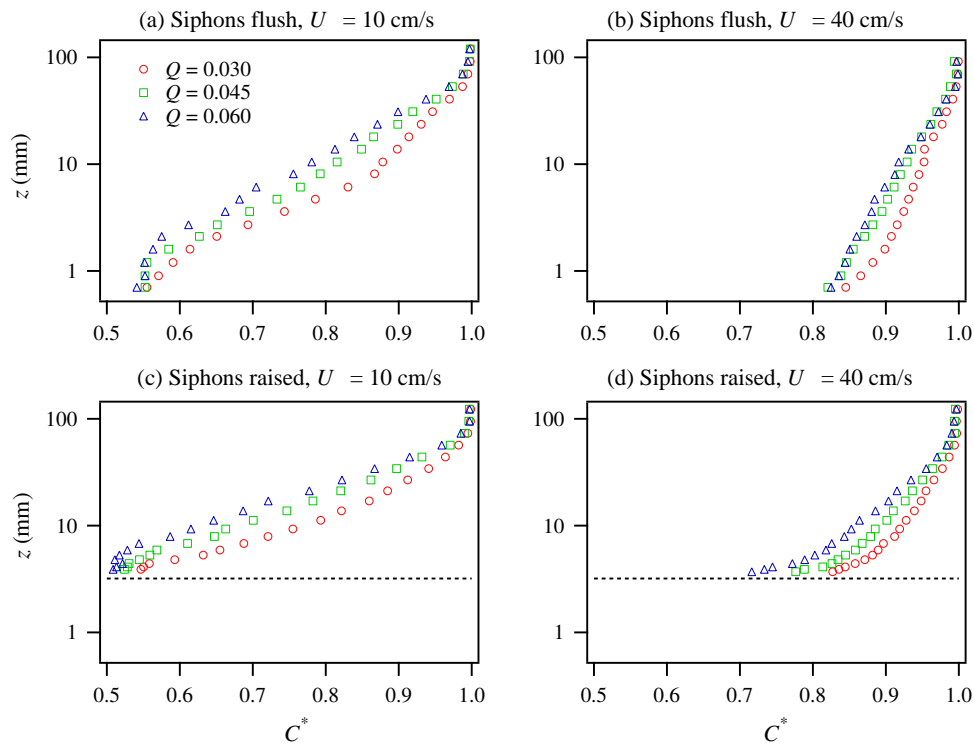 (a) Siphons flush, U = 10 cm/s
(b) Siphons flush, U = 40 cm/s
Q = 0.030
Q = 0.045
Q = 0.060
z (mm)
100
10
1
0.5 0.6 0.7 0.8 0.9 1.0
z (mm)
100
10
1
0.5 0.6 0.7 0.8 0.9 1.0
(c) Siphons raised, U = 10 cm/s
(d) Siphons raised, U = 40 cm/s
z (mm)
100
10
1
0.5 0.6 0.7 0.8 0.9 1.0
C*
z (mm)
100
10
1
0.5 0.6 0.7 0.8 0.9 1.0
C*